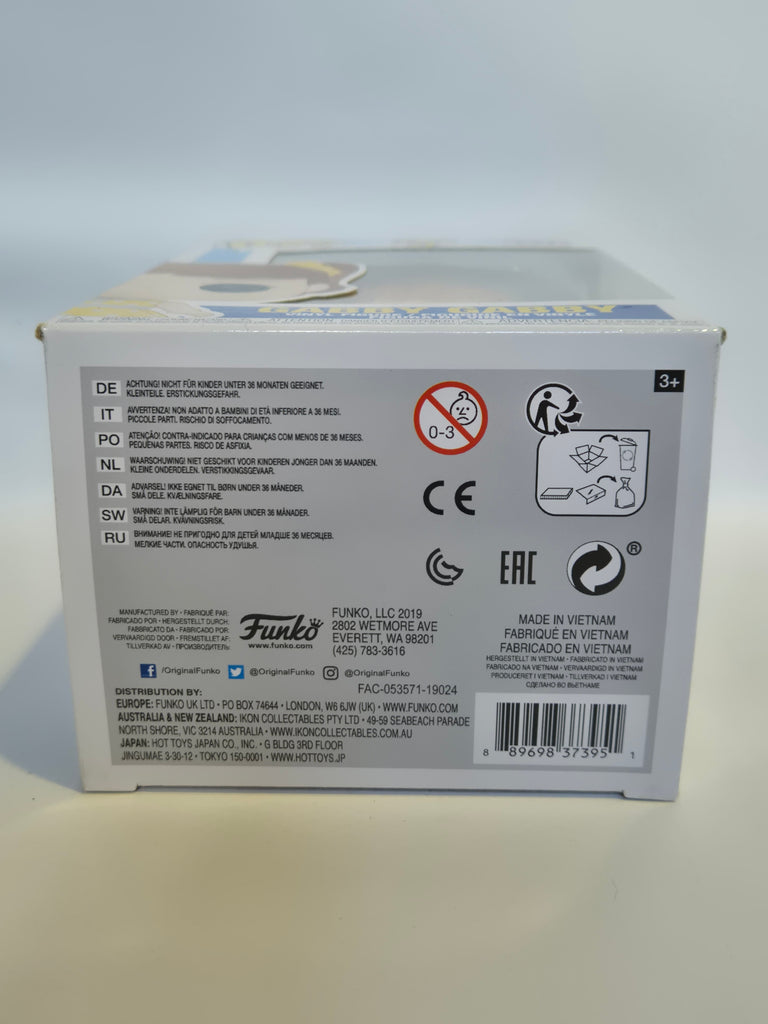 GABBY GABBY
3+
DE ACHTUNG! NICHT FÜR KINDER UNTER 36 MONATEN GEEIGNET.
KLEINTEILE. ERSTICKUNGSGEFAHR.
IT AVVERTENZA! NON ADATTO A BAMBINI DI ETÀ INFERIORE A 36 MESI.
PICCOLE PARTI. RISCHIO DI SOFFOCAMENTO.
PO ATENÇÃO! CONTRA-INDICADO PARA CRIANÇAS COM MENOS DE 36 MESES.
PEQUENAS PARTES. RISCO DE ASFIXIA.
NL WAARSCHUWING! NIET GESCHIKT VOOR KINDEREN JONGER DAN 36 MAANDEN.
KLEINE ONDERDELEN. VERSTIKKINGSGEVAAR.
DA ADVARSEL! IKKE EGNET TIL BØRN UNDER 36 MÅNEDER.
SMÅ DELE. KVÆLNINGSFARE.
SW VARNING! INTE LÄMPLIG FÖR BARN UNDER 36 MÅNADER.
SMÅ DELAR. KVÄVNINGSRISK.
RU ВНИМАНИЕ! НЕ ПРИГОДНО ДЛЯ ДЕТЕЙ МЛАДШЕ 36 МЕСЯЦЕВ.
МЕЛКИЕ ЧАСТИ. ОПАСНОСТЬ УДУШЬЯ.
0-3
CE
EAC
®
MANUFACTURED BY • FABRIQUÉ PAR:
FABRICADO POR • HERGESTELLT DURCH:
FABBRICATO DA • FABRICADO POR:
VERVAARDIGD DOOR • FREMSTILLET AF:
TILLVERKAD AV • ПРОИЗВОДИТЕЛЬ:
Funko
www.funko.com
FUNKO, LLC 2019
2802 WETMORE AVE
EVERETT, WA 98201
(425) 783-3616
/OriginalFunko @OriginalFunko @OriginalFunko
FAC-053571-19024
DISTRIBUTION BY:
EUROPE: FUNKO UK LTD • PO BOX 74644 • LONDON, W6 6JW (UK) • WWW.FUNKO.COM
AUSTRALIA & NEW ZEALAND: IKON COLLECTABLES PTY LTD • 49-59 SEABEACH PARADE
NORTH SHORE, VIC 3214 AUSTRALIA • WWW.IKONCOLLECTABLES.COM.AU
JAPAN: HOT TOYS JAPAN CO., INC. • G BLDG 3RD FLOOR
JINGUMAE 3-30-12 • TOKYO 150-0001 • WWW.HOTTOYS.JP
MADE IN VIETNAM
FABRIQUÉ EN VIETNAM
FABRICADO EN VIETNAM
HERGESTELLT IN VIETNAM • FABBRICATO IN VIETNAM
FABRICADO NA VIETNAM • VERVAARDIGD IN VIETNAM
PRODUCERET I VIETNAM • TILLVERKAD I VIETNAM
СДЕЛАНО ВО ВЬЕТНАМЕ
8 89698 37395 1